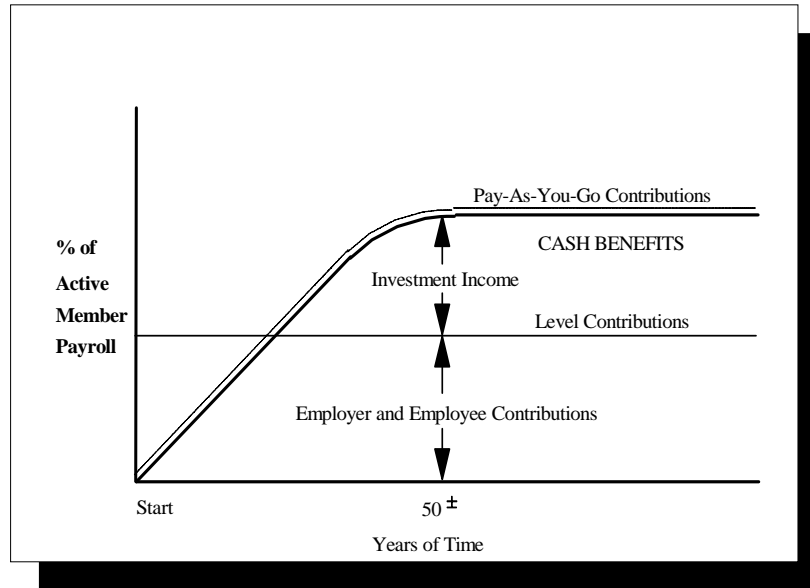 Pay-As-You-Go Contributions
CASH BENEFITS
% of
Active
Member
Payroll
Investment Income
Level Contributions
Employer and Employee Contributions
Start
50 ±
Years of Time